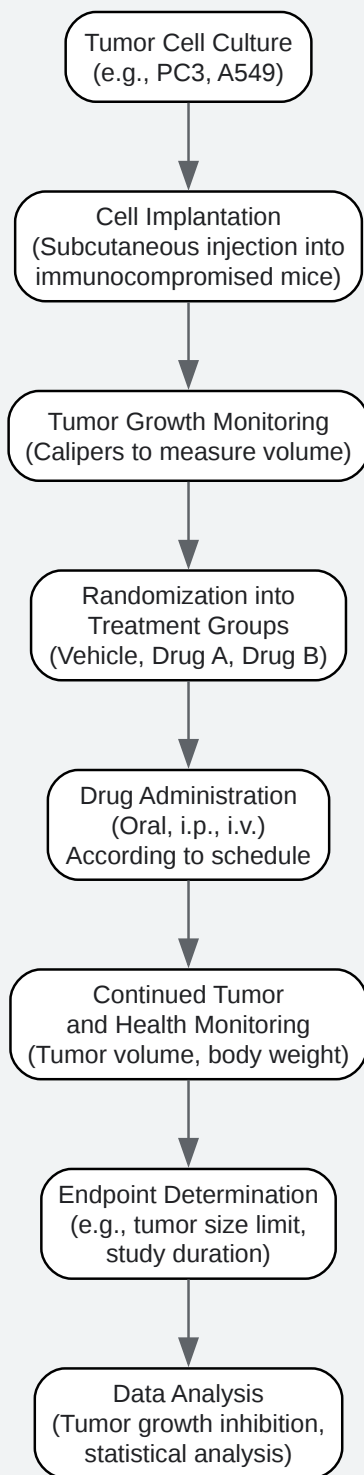 Tumor Cell Culture
(e.g., PC3, A549)
Cell Implantation
(Subcutaneous injection into
immunocompromised mice)
Tumor Growth Monitoring
(Calipers to measure volume)
Randomization into
Treatment Groups
(Vehicle, Drug A, Drug B)
Drug Administration
(Oral, i.p., i.v.)
According to schedule
Continued Tumor
and Health Monitoring
(Tumor volume, body weight)
Endpoint Determination
(e.g., tumor size limit,
study duration)
Data Analysis
(Tumor growth inhibition,
statistical analysis)